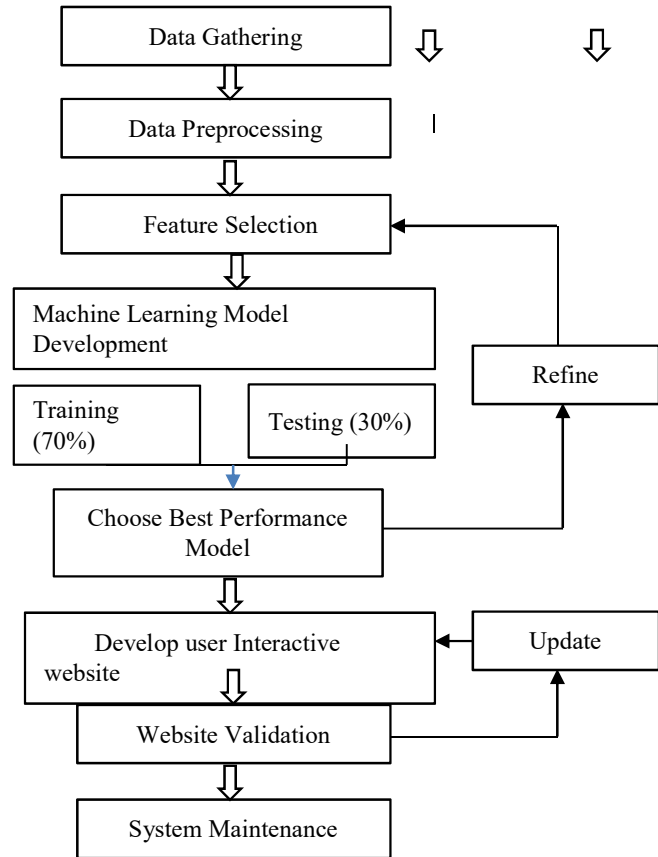 Data Gathering
Data Preprocessing
Feature Selection
Machine Learning Model
Development
Refine
Training
(70%)
Testing (30%)
Choose Best Performance
Model
Develop user Interactive
website
Update
Website Validation
System Maintenance